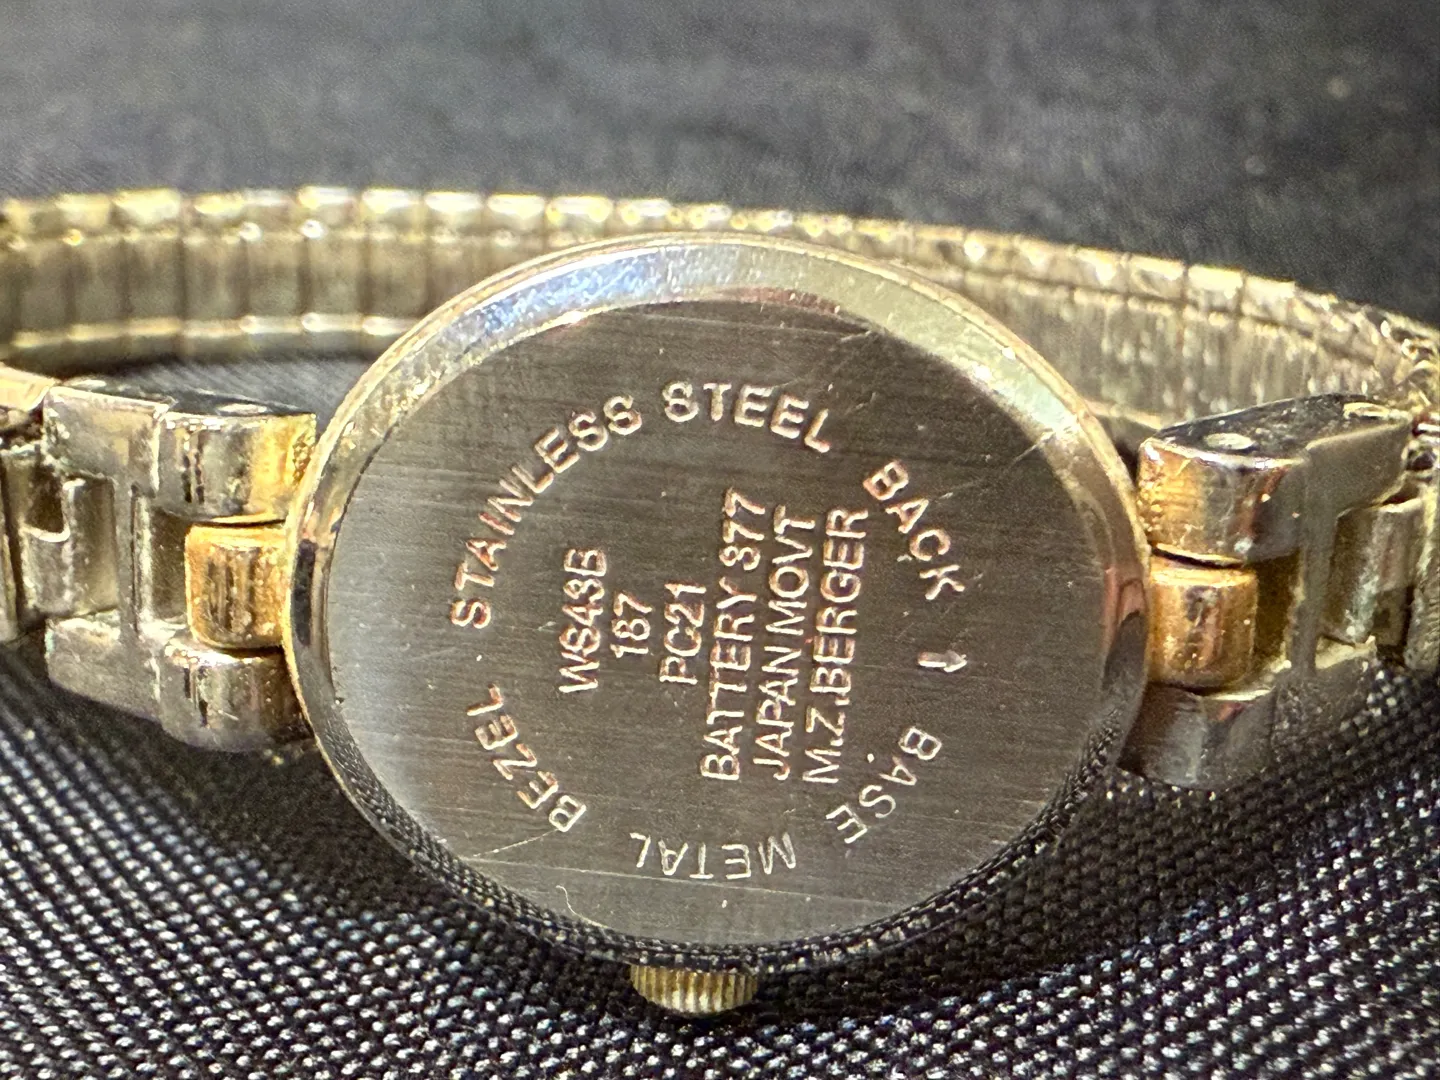 STAINLESS STEEL BACK
BASE METAL BEZEL
WS43B
187
PC21
BATTERY 377
JAPAN MOVT
M.Z.BERGER